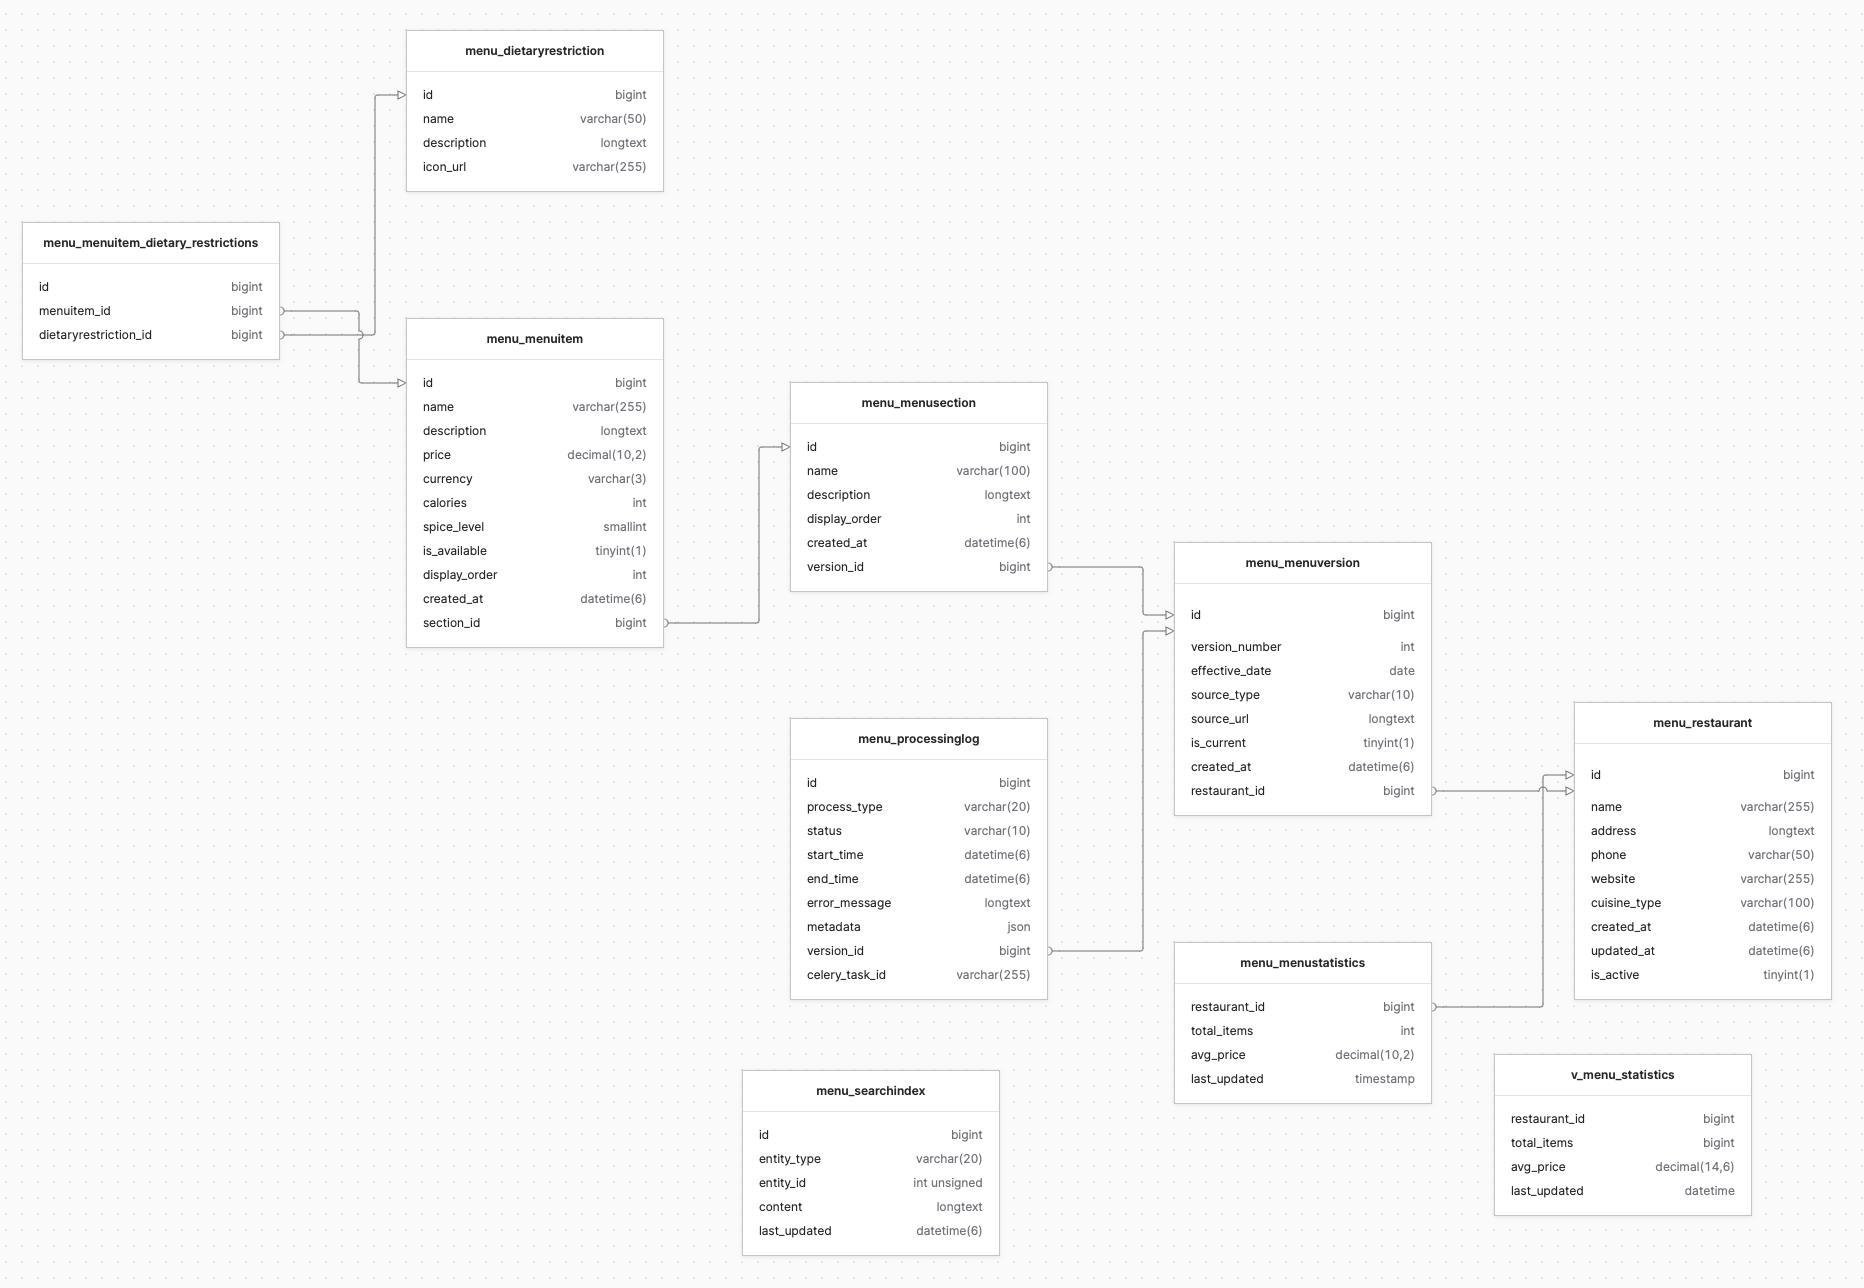 menu_dietaryrestriction
id bigint
name varchar(50)
description longtext
icon_url varchar(255)
menu_menuitem_dietary_restrictions
id bigint
menuitem_id bigint
dietaryrestriction_id bigint
menu_menuitem
id bigint
name varchar(255)
description longtext
price decimal(10,2)
currency varchar(3)
calories int
spice_level smallint
is_available tinyint(1)
display_order int
created_at datetime(6)
section_id bigint
menu_menusection
id bigint
name varchar(100)
description longtext
display_order int
created_at datetime(6)
version_id bigint
menu_menuversion
id bigint
version_number int
effective_date date
source_type varchar(10)
source_url longtext
is_current tinyint(1)
created_at datetime(6)
restaurant_id bigint
menu_restaurant
id bigint
name varchar(255)
address longtext
phone varchar(50)
website varchar(255)
cuisine_type varchar(100)
created_at datetime(6)
updated_at datetime(6)
is_active tinyint(1)
menu_processinglog
id bigint
process_type varchar(20)
status varchar(10)
start_time datetime(6)
end_time datetime(6)
error_message longtext
metadata json
version_id bigint
celery_task_id varchar(255)
menu_menustatistics
restaurant_id bigint
total_items int
avg_price decimal(10,2)
last_updated timestamp
v_menu_statistics
restaurant_id bigint
total_items bigint
avg_price decimal(14,6)
last_updated datetime
menu_searchindex
id bigint
entity_type varchar(20)
entity_id int unsigned
content longtext
last_updated datetime(6)